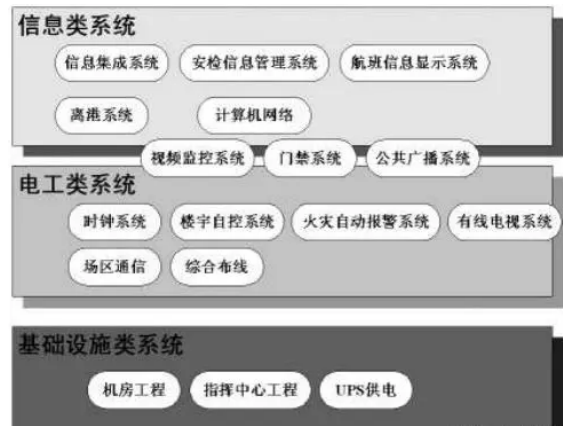 信息类系统
信息集成系统 安检信息管理系统 航班信息显示系统
离港系统 计算机网络
视频监控系统 门禁系统 公共广播系统
电工类系统
时钟系统 楼宇自控系统 火灾自动报警系统 有线电视系统
场区通信 综合布线
基础设施类系统
机房工程 指挥中心工程 UPS供电